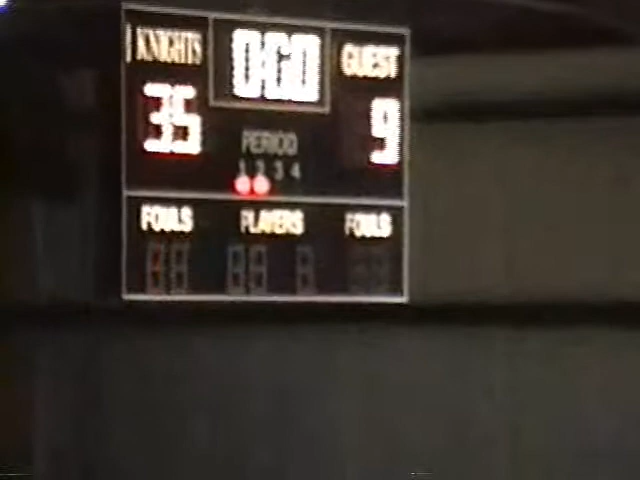 KNIGHTS 0:00 GUEST
35 9
PERIOD
1 2 3 4
FOULS PLAYERS FOULS